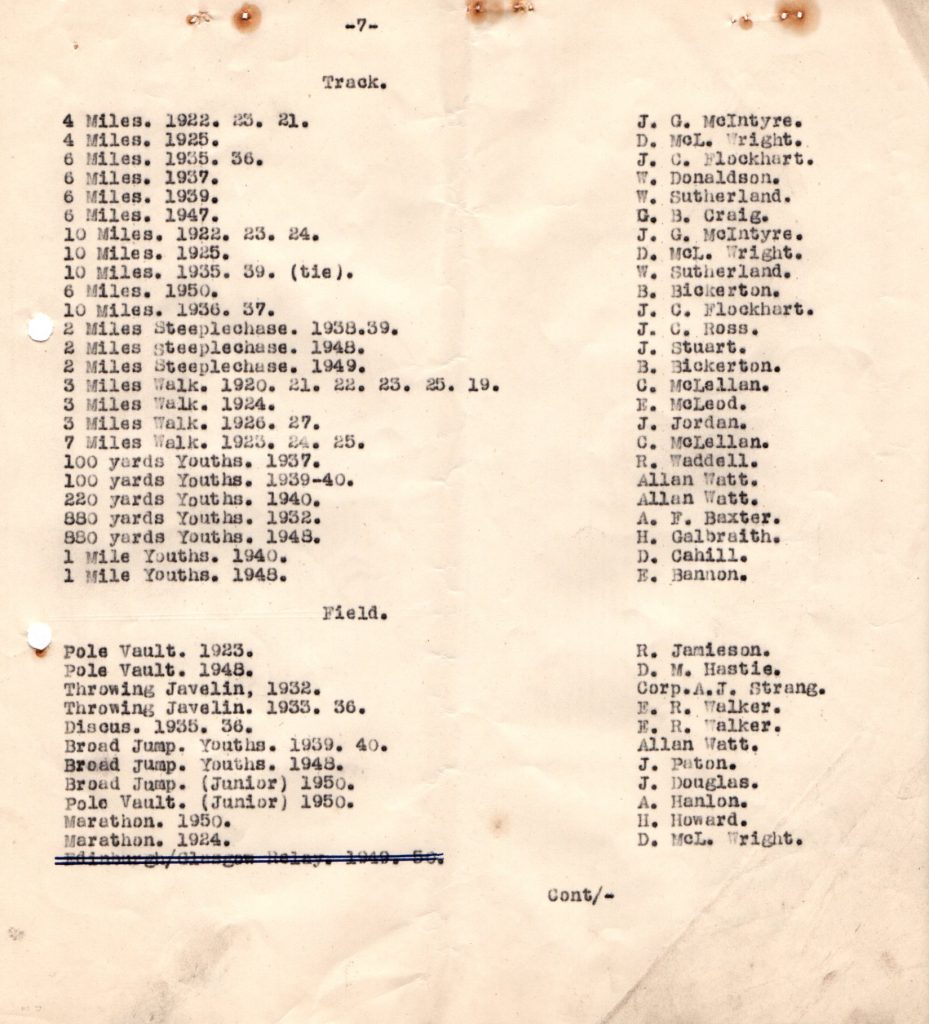 -7-
Track.
4 Miles. 1922. 23. 21. J. G. McIntyre.
4 Miles. 1925. D. McL. Wright.
6 Miles. 1935. 36. J. C. Flockhart.
6 Miles. 1937. W. Donaldson.
6 Miles. 1939. W. Sutherland.
6 Miles. 1947. G. B. Craig.
10 Miles. 1922. 23. 24. J. G. McIntyre.
10 Miles. 1925. D. McL. Wright.
10 Miles. 1935. 39. (tie). W. Sutherland.
6 Miles. 1950. B. Bickerton.
10 Miles. 1936. 37. J. C. Flockhart.
2 Miles Steeplechase. 1938.39. J. C. Ross.
2 Miles Steeplechase. 1948. J. Stuart.
2 Miles Steeplechase. 1949. B. Bickerton.
3 Miles Walk. 1920. 21. 22. 23. 25. 19. C. McLellan.
3 Miles Walk. 1924. E. McLeod.
3 Miles Walk. 1926. 27. J. Jordan.
7 Miles Walk. 1923. 24. 25. C. McLellan.
100 yards Youths. 1937. R. Waddell.
100 yards Youths. 1939-40. Allan Watt.
220 yards Youths. 1940. Allan Watt.
880 yards Youths. 1932. A. F. Baxter.
880 yards Youths. 1948. H. Galbraith.
1 Mile Youths. 1940. D. Cahill.
1 Mile Youths. 1948. E. Bannon.
Field.
Pole Vault. 1923. R. Jamieson.
Pole Vault. 1948. D. M. Hastie.
Throwing Javelin, 1932. Corp.A.J. Strang.
Throwing Javelin. 1933. 36. E. R. Walker.
Discus. 1935. 36. E. R. Walker.
Broad Jump. Youths. 1939. 40. Allan Watt.
Broad Jump. Youths. 1948. J. Paton.
Broad Jump. (Junior) 1950. J. Douglas.
Pole Vault. (Junior) 1950. A. Hanlon.
Marathon. 1950. H. Howard.
Marathon. 1924. D. McL. Wright.
Edinburgh/Glasgow Relay. 1949. 50.
Cont/-